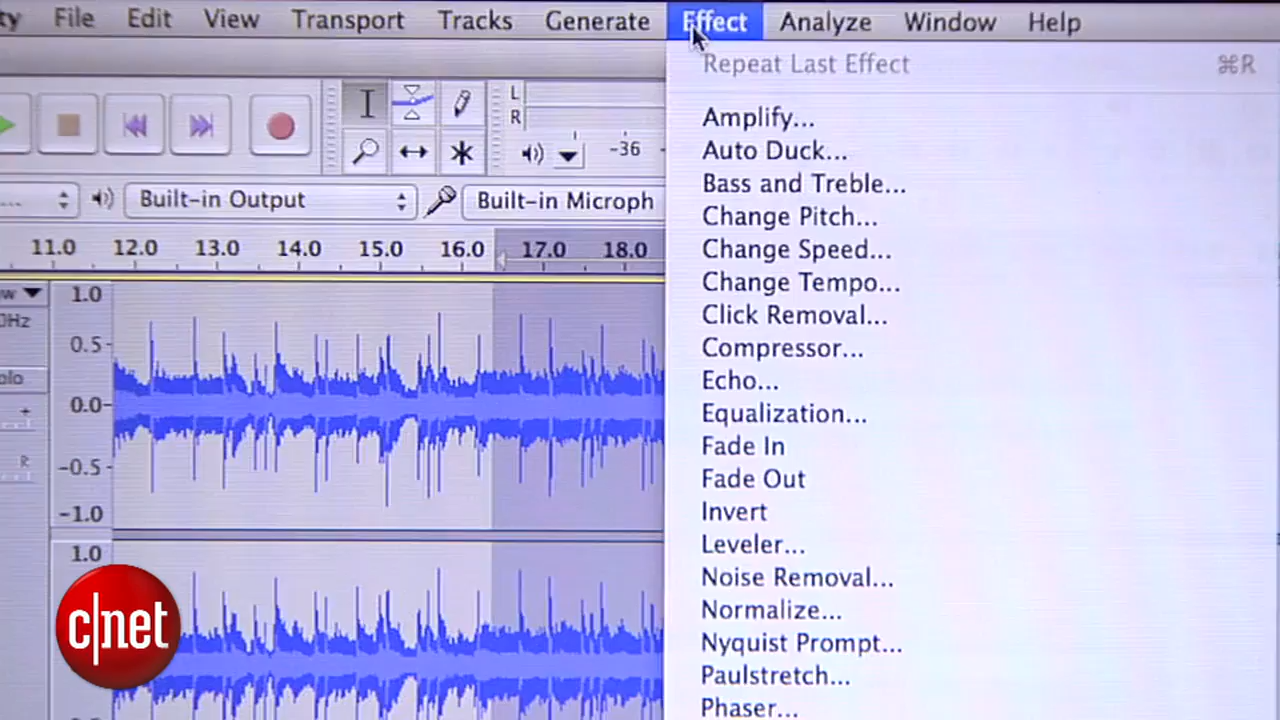 ty File Edit View Transport Tracks Generate Effect Analyze Window Help
Repeat Last Effect ⌘R
L
R
-36
Amplify...
Auto Duck...
Bass and Treble...
Change Pitch...
Change Speed...
Change Tempo...
Click Removal...
Compressor...
Echo...
Equalization...
Fade In
Fade Out
Invert
Leveler...
Noise Removal...
Normalize...
Nyquist Prompt...
Paulstretch...
Phaser...
... Built-in Output Built-in Microph
11.0 12.0 13.0 14.0 15.0 16.0 17.0 18.0
w
0Hz
olo
+
R
1.0
0.5
0.0
-0.5
-1.0
1.0
c|net